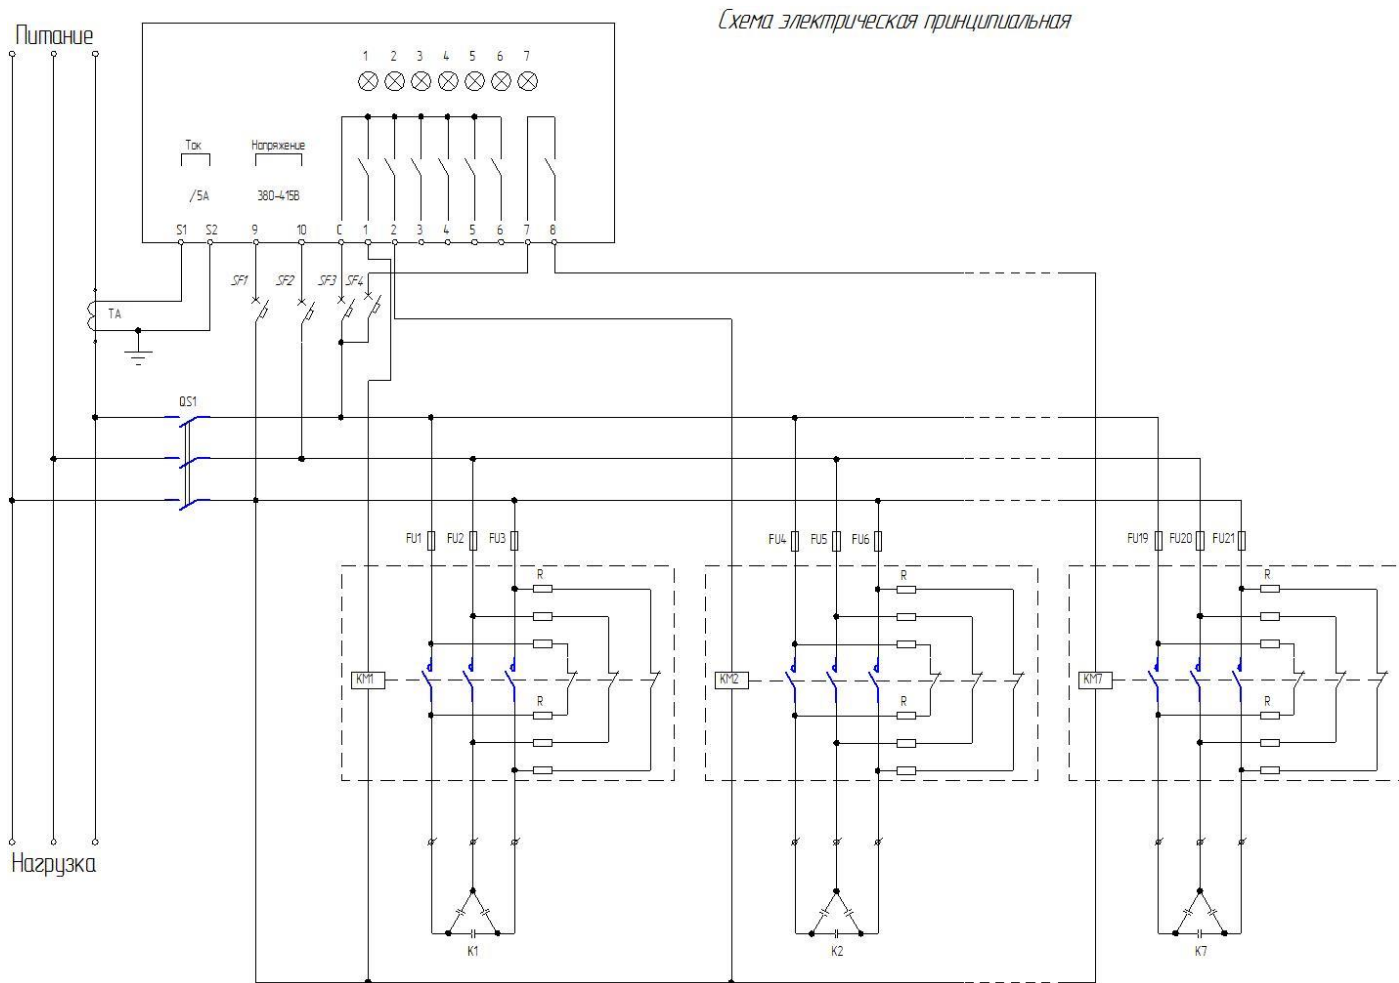 Схема электрическая принципиальная
Питание
1 2 3 4 5 6 7
Ток
Напряжение
/5А
380-415В
S1 S2 9 10 C 1 2 3 4 5 6 7 8
SF1 SF2 SF3 SF4
TA
QS1
FU1 FU2 FU3 FU4 FU5 FU6 FU19 FU20 FU21
R R R
KM1 KM2 KM7
R R R
Нагрузка
K1 K2 K7